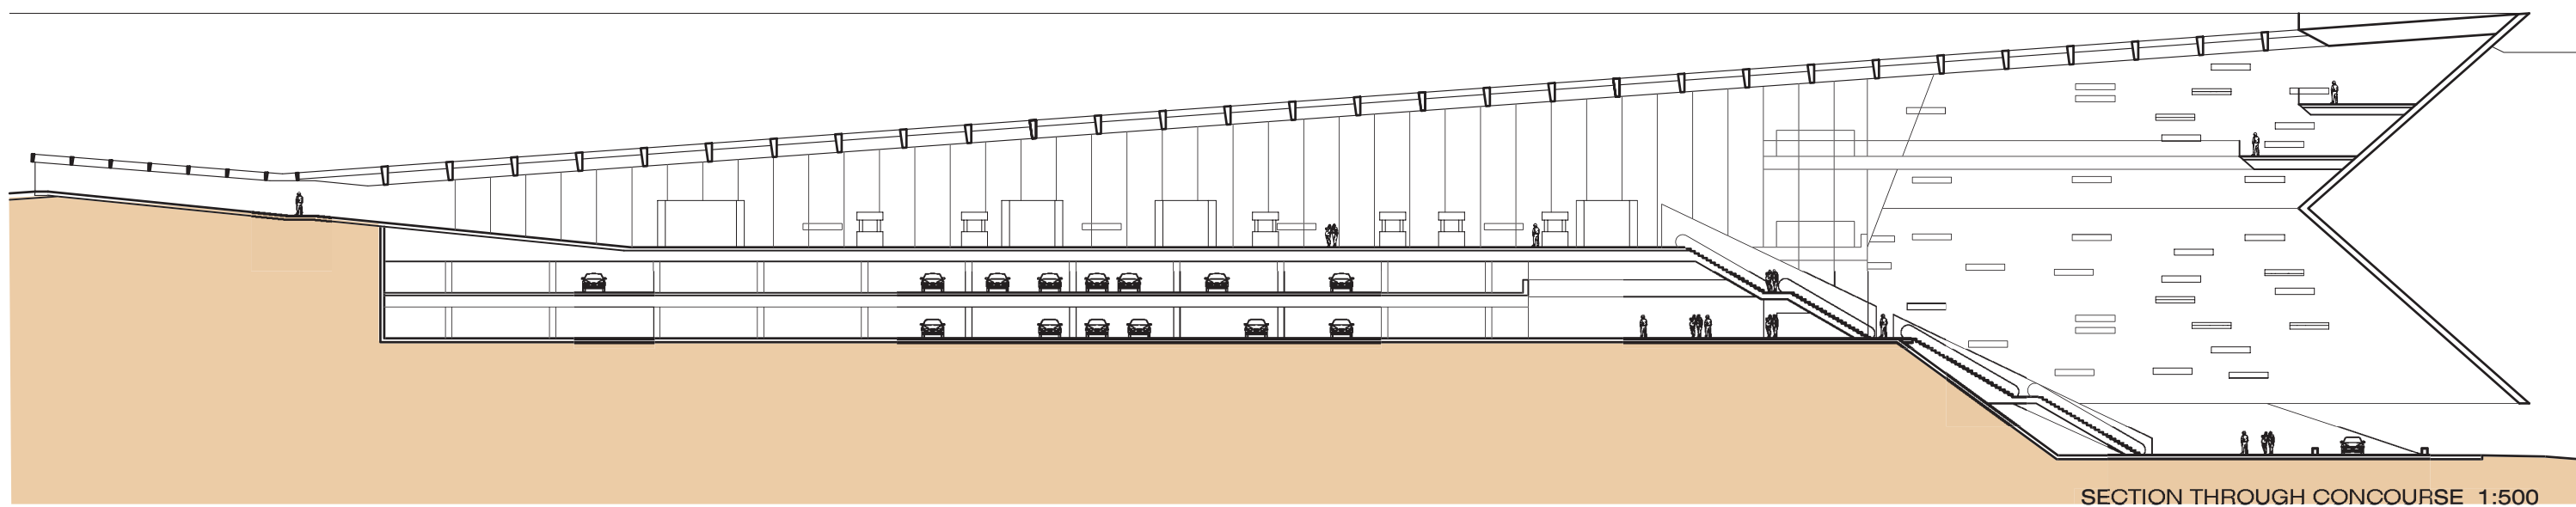 SECTION THROUGH CONCOURSE 1:500